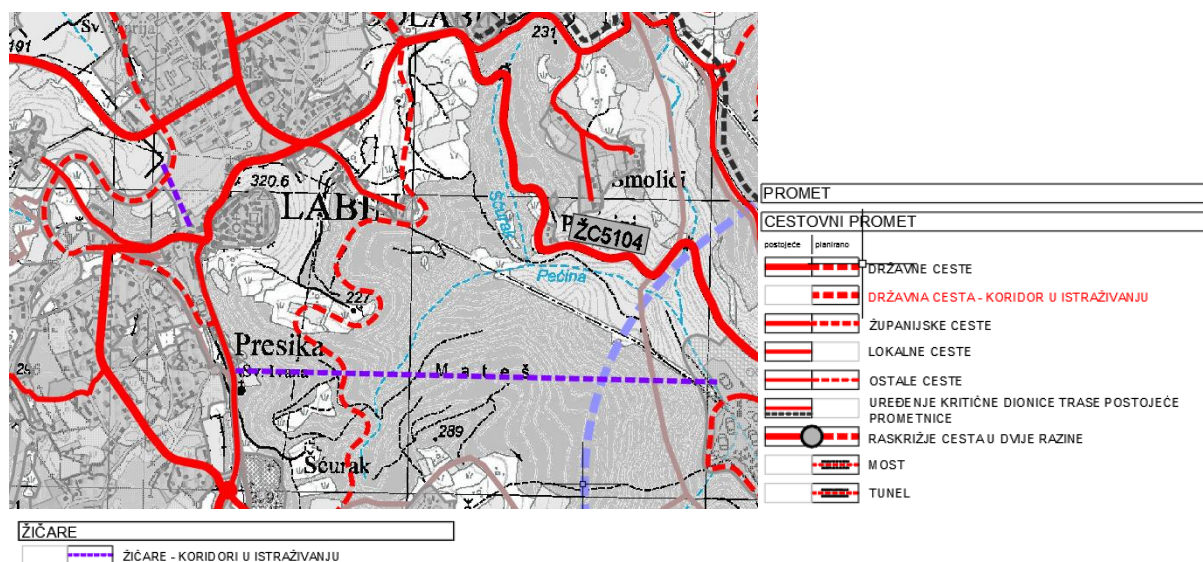 Sv. Marija
231
191
320.6
LABIN
Smolići
ŽC5104
Šćurak
Pećina
227
Presika
Sv. Ivana
M a t e š
296
289
Šćurak
PROMET
CESTOVNI PROMET
postojeće planirano
DRŽAVNE CESTE
DRŽAVNA CESTA - KORIDOR U ISTRAŽIVANJU
ŽUPANIJSKE CESTE
LOKALNE CESTE
OSTALE CESTE
UREĐENJE KRITIČNE DIONICE TRASE POSTOJEĆE
PROMETNICE
RASKRIŽJE CESTA U DVIJE RAZINE
MOST
TUNEL
ŽIČARE
ŽIČARE - KORIDORI U ISTRAŽIVANJU